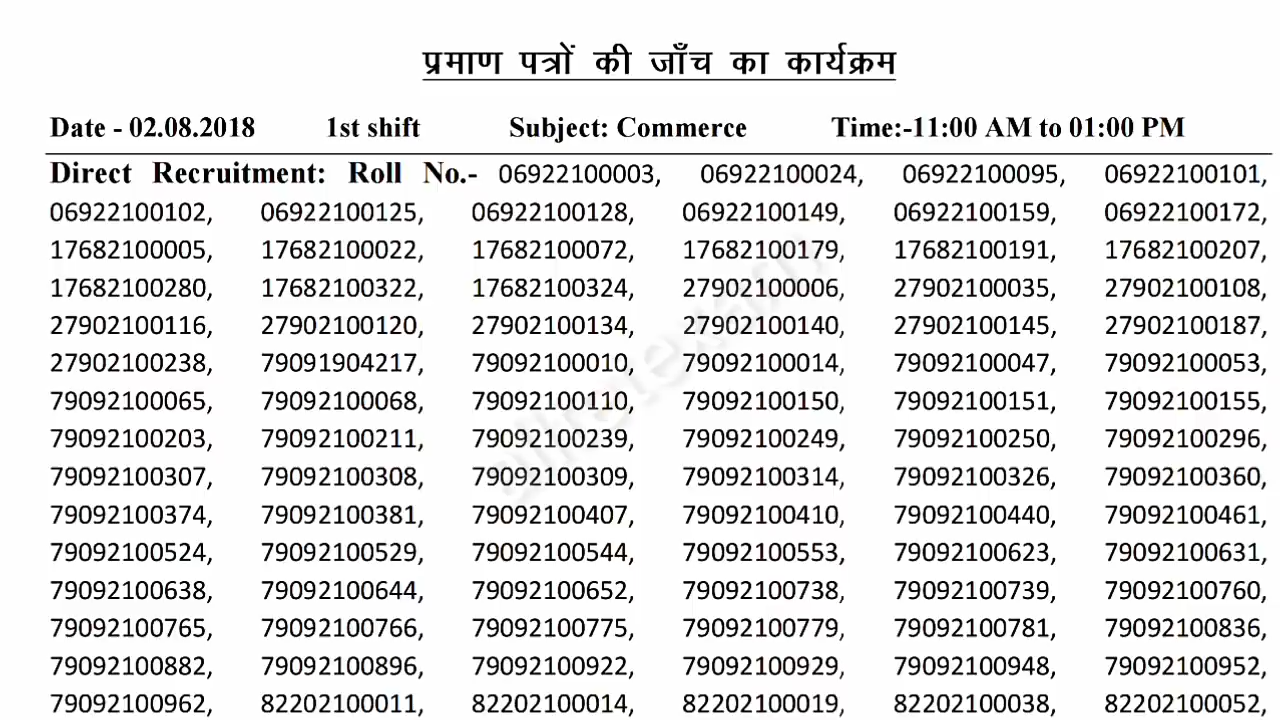 प्रमाण पत्रों की जाँच का कार्यक्रम
Date - 02.08.2018 1st shift Subject: Commerce Time:-11:00 AM to 01:00 PM
Direct Recruitment: Roll No.- 06922100003, 06922100024, 06922100095, 06922100101,
06922100102, 06922100125, 06922100128, 06922100149, 06922100159, 06922100172,
17682100005, 17682100022, 17682100072, 17682100179, 17682100191, 17682100207,
17682100280, 17682100322, 17682100324, 27902100006, 27902100035, 27902100108,
27902100116, 27902100120, 27902100134, 27902100140, 27902100145, 27902100187,
27902100238, 79091904217, 79092100010, 79092100014, 79092100047, 79092100053,
79092100065, 79092100068, 79092100110, 79092100150, 79092100151, 79092100155,
79092100203, 79092100211, 79092100239, 79092100249, 79092100250, 79092100296,
79092100307, 79092100308, 79092100309, 79092100314, 79092100326, 79092100360,
79092100374, 79092100381, 79092100407, 79092100410, 79092100440, 79092100461,
79092100524, 79092100529, 79092100544, 79092100553, 79092100623, 79092100631,
79092100638, 79092100644, 79092100652, 79092100738, 79092100739, 79092100760,
79092100765, 79092100766, 79092100775, 79092100779, 79092100781, 79092100836,
79092100882, 79092100896, 79092100922, 79092100929, 79092100948, 79092100952,
79092100962, 82202100011, 82202100014, 82202100019, 82202100038, 82202100052,